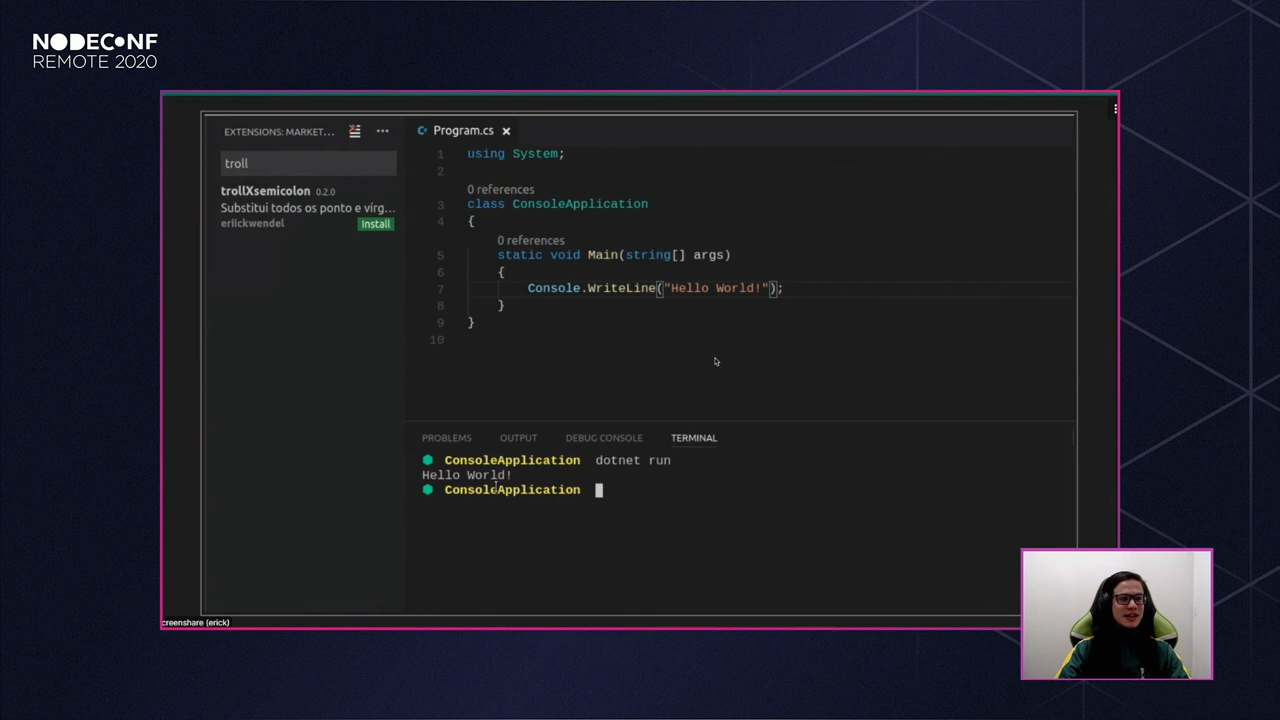 NODECONF
REMOTE 2020
EXTENSIONS: MARKET...
troll
trollXsemicolon 0.2.0
Substitui todos os ponto e virg...
eriickwendel Install
Program.cs
1 using System;
2
0 references
3 class ConsoleApplication
4 {
0 references
5 static void Main(string[] args)
6 {
7 Console.WriteLine("Hello World!");
8 }
9 }
10
PROBLEMS OUTPUT DEBUG CONSOLE TERMINAL
ConsoleApplication dotnet run
Hello World!
ConsoleApplication
creenshare (erick)